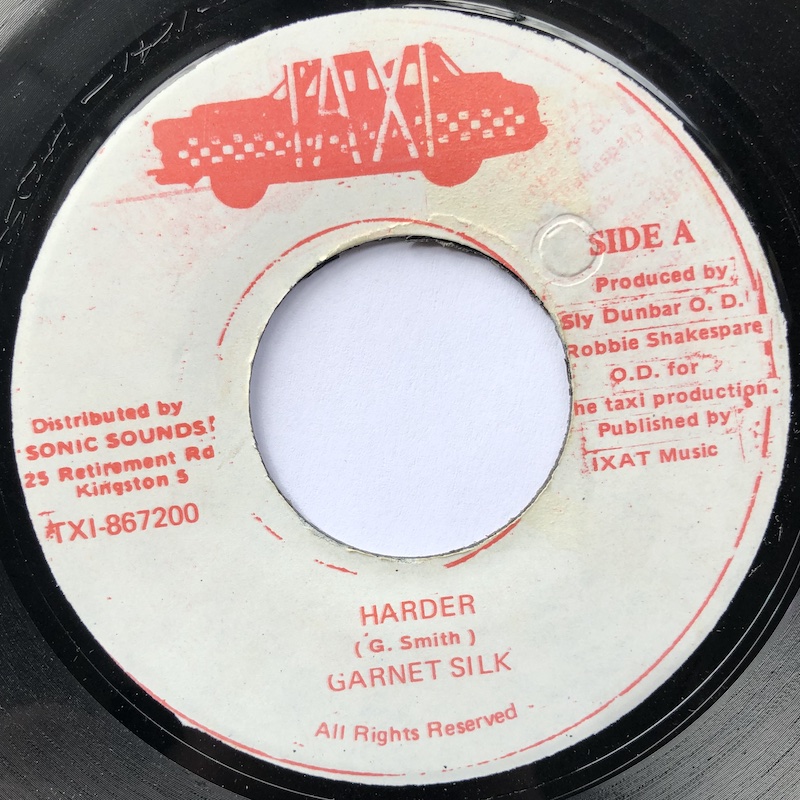 TAXI
SIDE A
Produced by
Sly Dunbar O. D.
Robbie Shakespare
O.D. for
he taxi production.
Published by
IXAT Music
Distributed by
SONIC SOUNDS
25 Retirement Rd
Kingston 5
TXI-867200
HARDER
( G. Smith )
GARNET SILK
All Rights Reserved